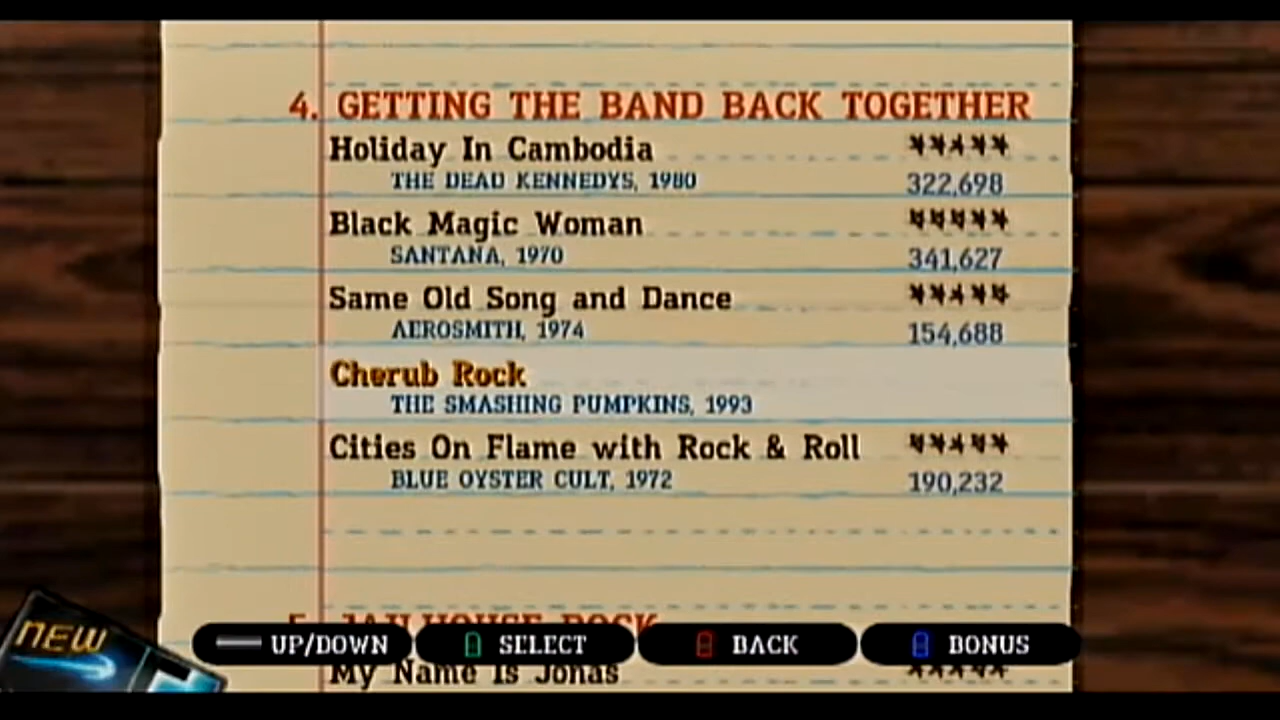 4. GETTING THE BAND BACK TOGETHER
Holiday In Cambodia
THE DEAD KENNEDYS, 1980 322,698
Black Magic Woman
SANTANA, 1970 341,627
Same Old Song and Dance
AEROSMITH, 1974 154,688
Cherub Rock
THE SMASHING PUMPKINS, 1993
Cities On Flame with Rock & Roll
BLUE OYSTER CULT, 1972 190,232
5. JAILHOUSE ROCK
NEW
UP/DOWN SELECT BACK BONUS
My Name Is Jonas